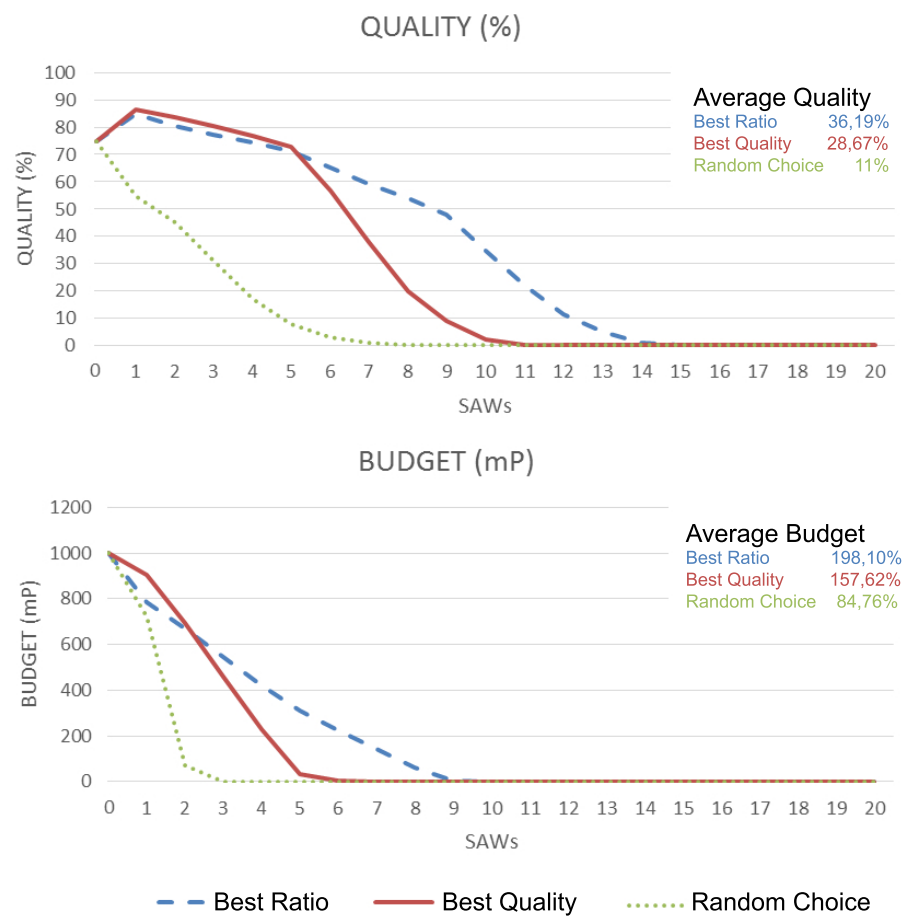 QUALITY (%)
100
90
80
70
60
50
40
30
20
10
0
QUALITY (%)
0 1 2 3 4 5 6 7 8 9 10 11 12 13 14 15 16 17 18 19 20
SAWs
Average Quality
Best Ratio 36,19%
Best Quality 28,67%
Random Choice 11%
BUDGET (mP)
1200
1000
800
600
400
200
0
BUDGET (mP)
0 1 2 3 4 5 6 7 8 9 10 11 12 13 14 15 16 17 18 19 20
SAWs
Average Budget
Best Ratio 198,10%
Best Quality 157,62%
Random Choice 84,76%
Best Ratio Best Quality Random Choice